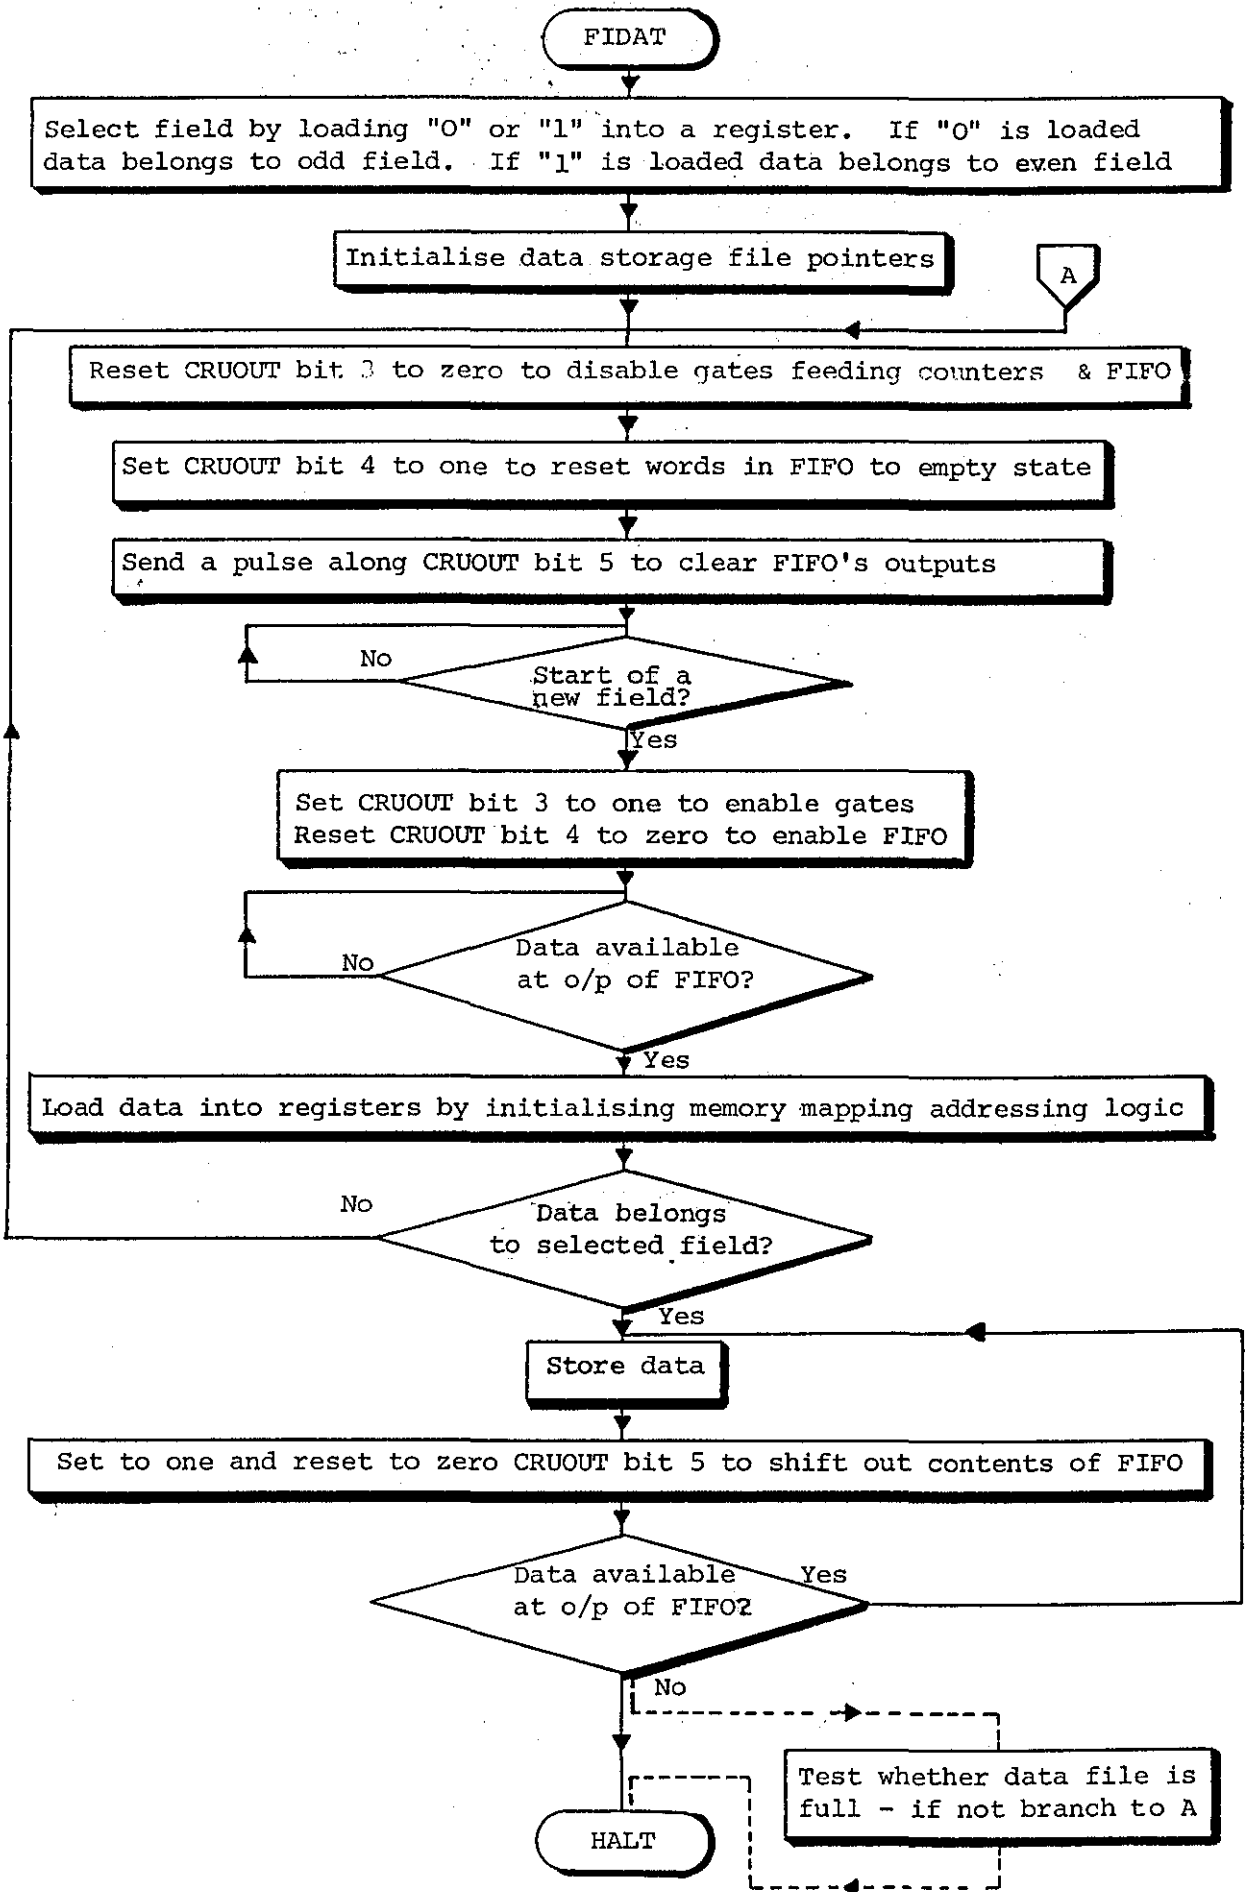 FIDAT
Select field by loading "O" or "1" into a register. If "O" is loaded
data belongs to odd field. If "1" is loaded data belongs to even field
Initialise data storage file pointers
A
Reset CRUOUT bit 3 to zero to disable gates feeding counters & FIFO
Set CRUOUT bit 4 to one to reset words in FIFO to empty state
Send a pulse along CRUOUT bit 5 to clear FIFO's outputs
No
Start of a
new field?
Yes
Set CRUOUT bit 3 to one to enable gates
Reset CRUOUT bit 4 to zero to enable FIFO
Data available
at o/p of FIFO?
No
Yes
Load data into registers by initialising memory mapping addressing logic
No
Data belongs
to selected field?
Yes
Store data
Set to one and reset to zero CRUOUT bit 5 to shift out contents of FIFO
Data available
at o/p of FIFO?
Yes
No
Test whether data file is
full - if not branch to A
HALT